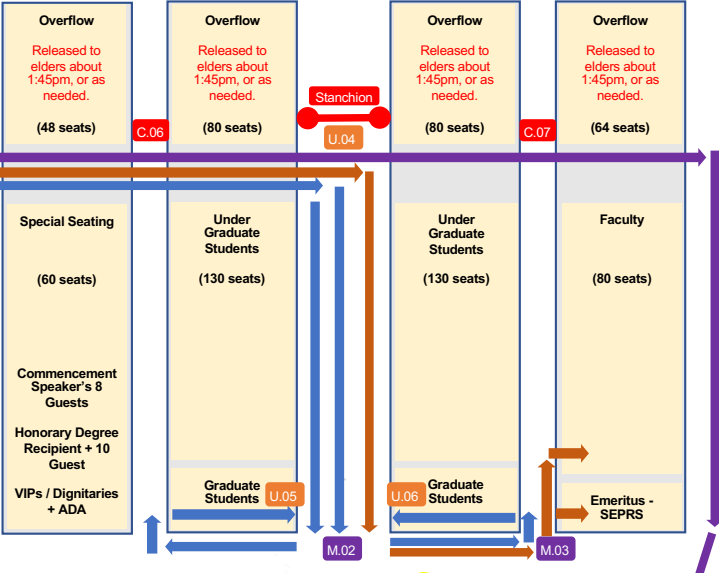 Overflow
Released to
elders about
1:45pm, or as
needed.
(48 seats)
C.06
Overflow
Released to
elders about
1:45pm, or as
needed.
(80 seats)
Stanchion
U.04
Overflow
Released to
elders about
1:45pm, or as
needed.
(80 seats)
C.07
Overflow
Released to
elders about
1:45pm, or as
needed.
(64 seats)
Special Seating
(60 seats)
Commencement
Speaker's 8
Guests
Honorary Degree
Recipient + 10
Guest
VIPs / Dignitaries
+ ADA
Under
Graduate
Students
(130 seats)
Graduate
Students
U.05
M.02
Under
Graduate
Students
(130 seats)
U.06
Graduate
Students
M.03
Faculty
(80 seats)
Emeritus -
SEPRS